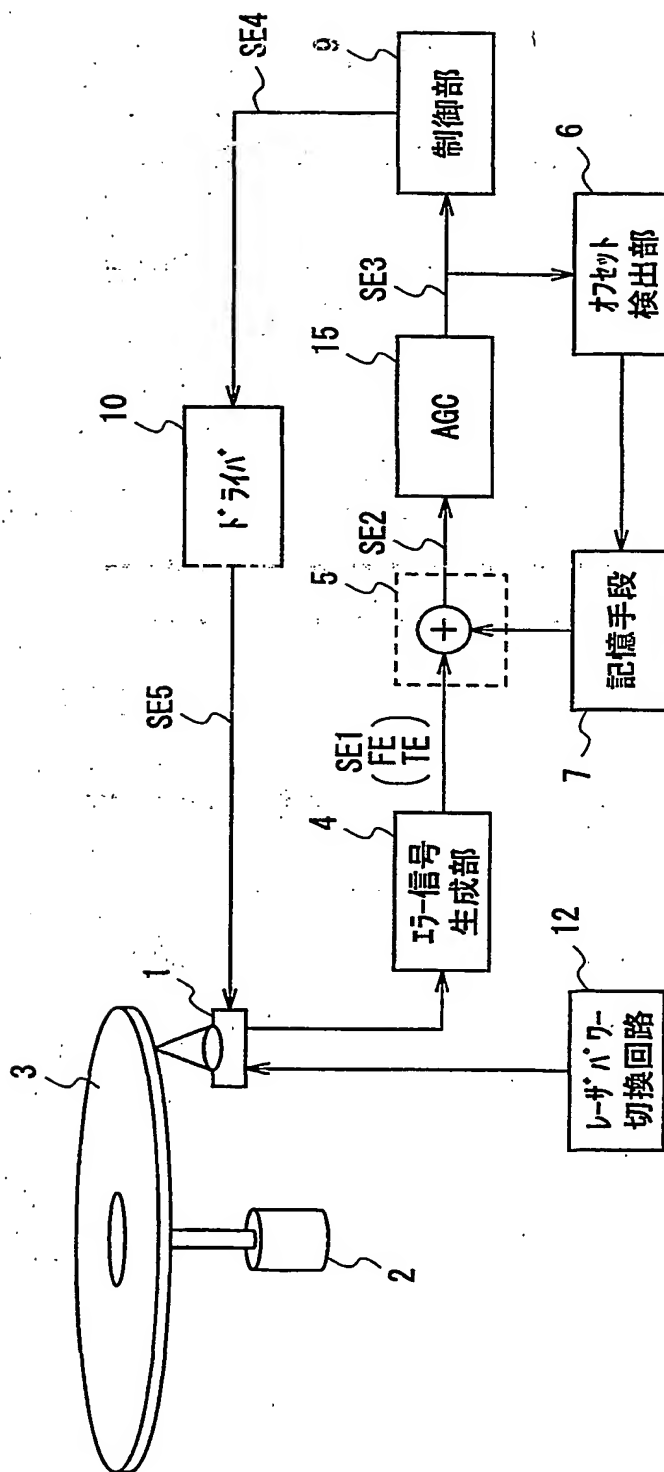 3
1
2
SE5
10
ドライバ
SE4
9
制御部
4
エラー信号
生成部
SE1
FE
TE
5
+
SE2
15
AGC
SE3
6
オフセット
検出部
7
記憶手段
12
レーザパワー
切換回路